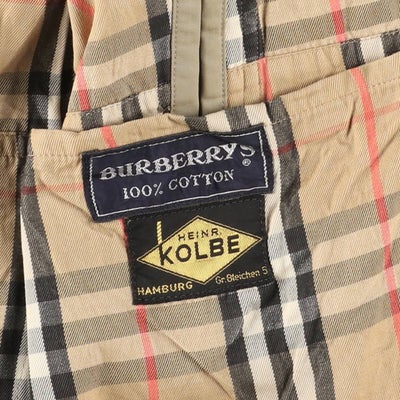 BURBERRYS®
100% COTTON
HEINR.
KOLBE
HAMBURG Gr. Bleichen 5